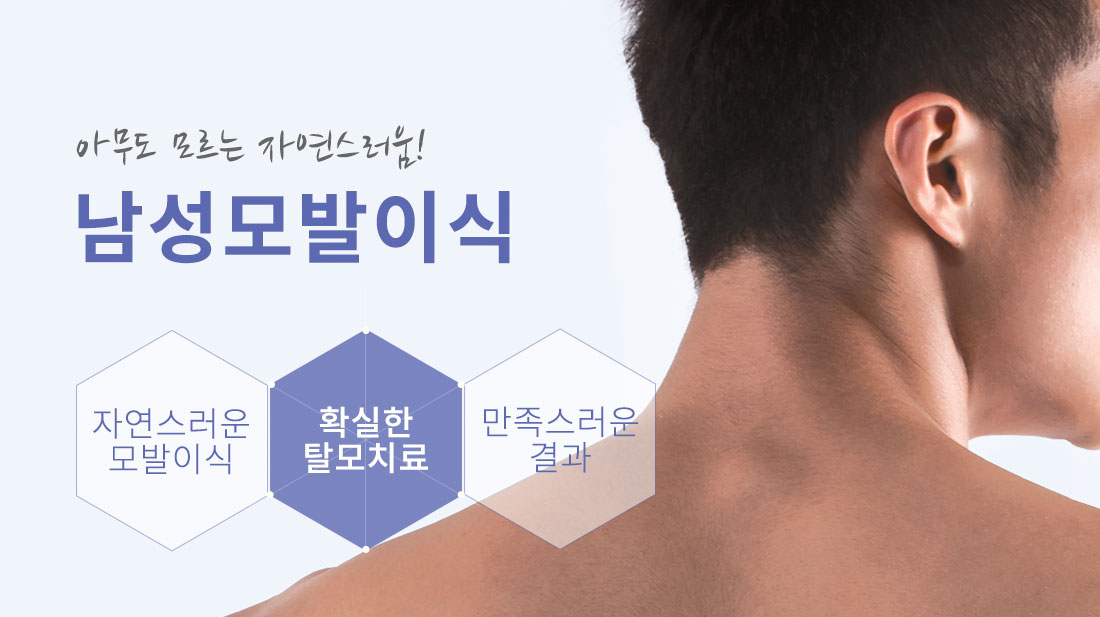 아무도 모르는 자연스러움!
남성모발이식
자연스러운
모발이식
확실한
탈모치료
만족스러운
결과